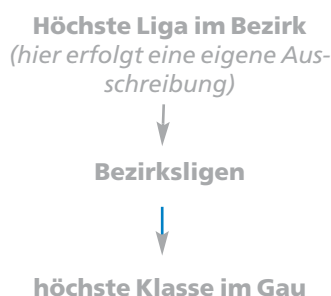 Höchste Liga im Bezirk
(hier erfolgt eine eigene Aus-
schreibung)
Bezirksligen
höchste Klasse im Gau